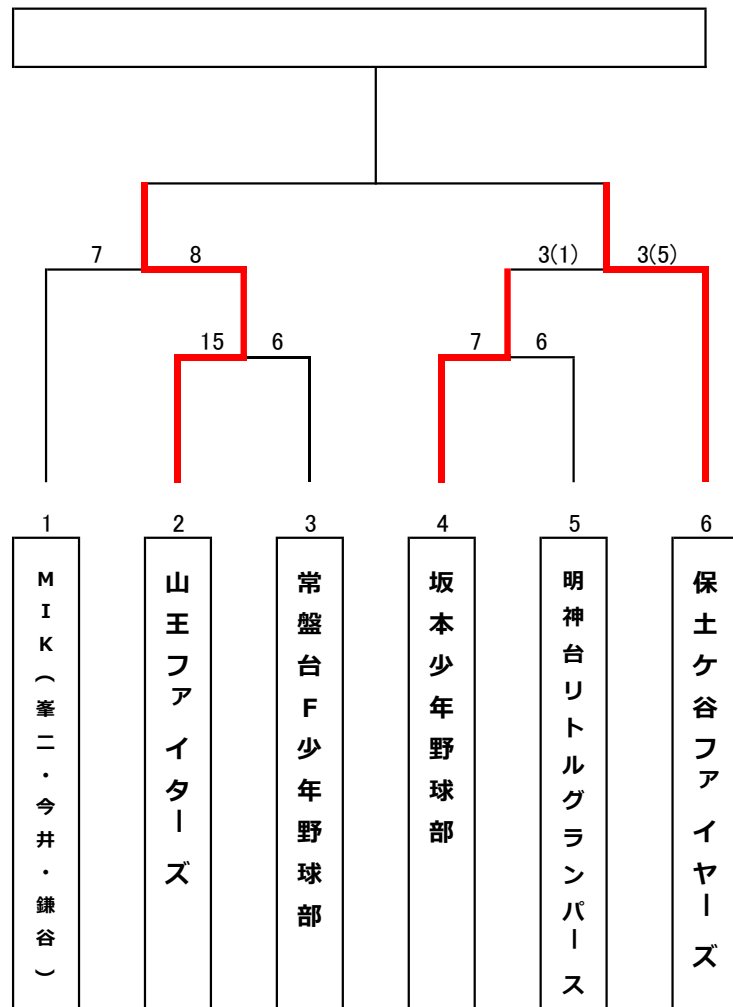 7 8 3(1) 3(5)
15 6 7 6
1 2 3 4 5 6
MIK(峯二・今井・鎌谷)
山王ファイターズ
常盤台F少年野球部
坂本少年野球部
明神台リトルグランパース
保土ケ谷ファイヤーズ